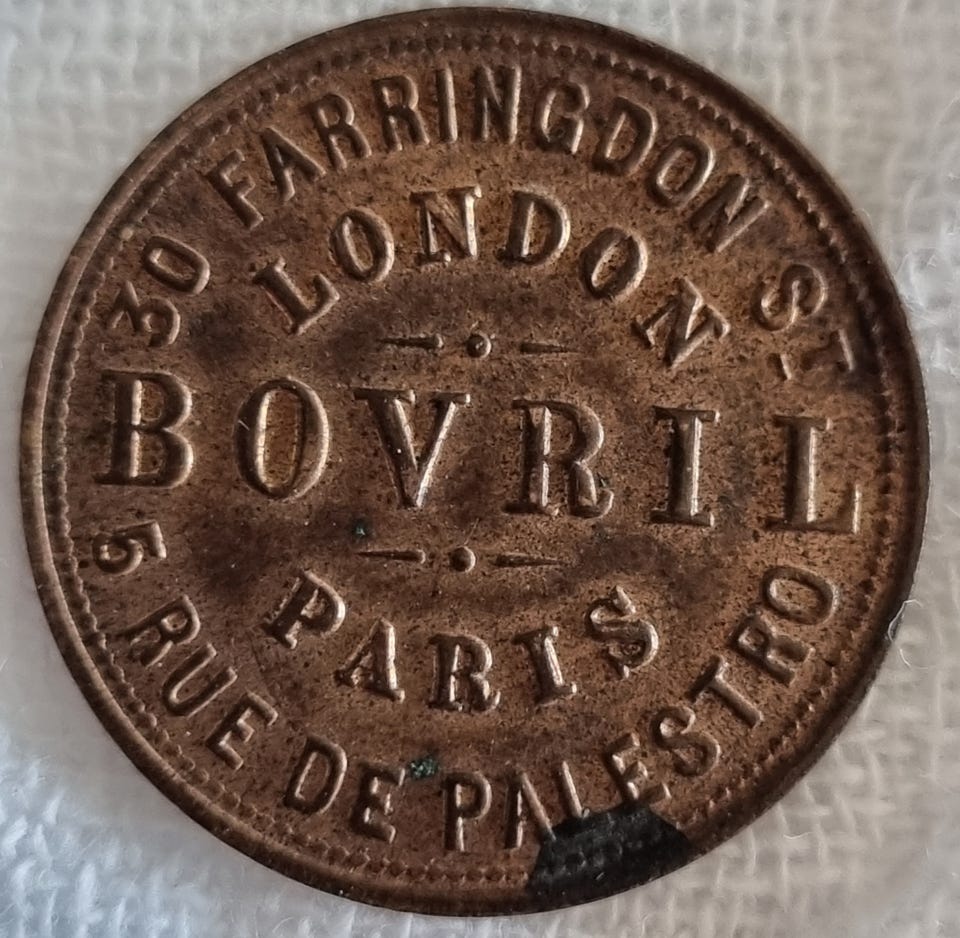 30 FARRINGDON ST
LONDON
BOVRIL
PARIS
5 RUE DE PALESTRO